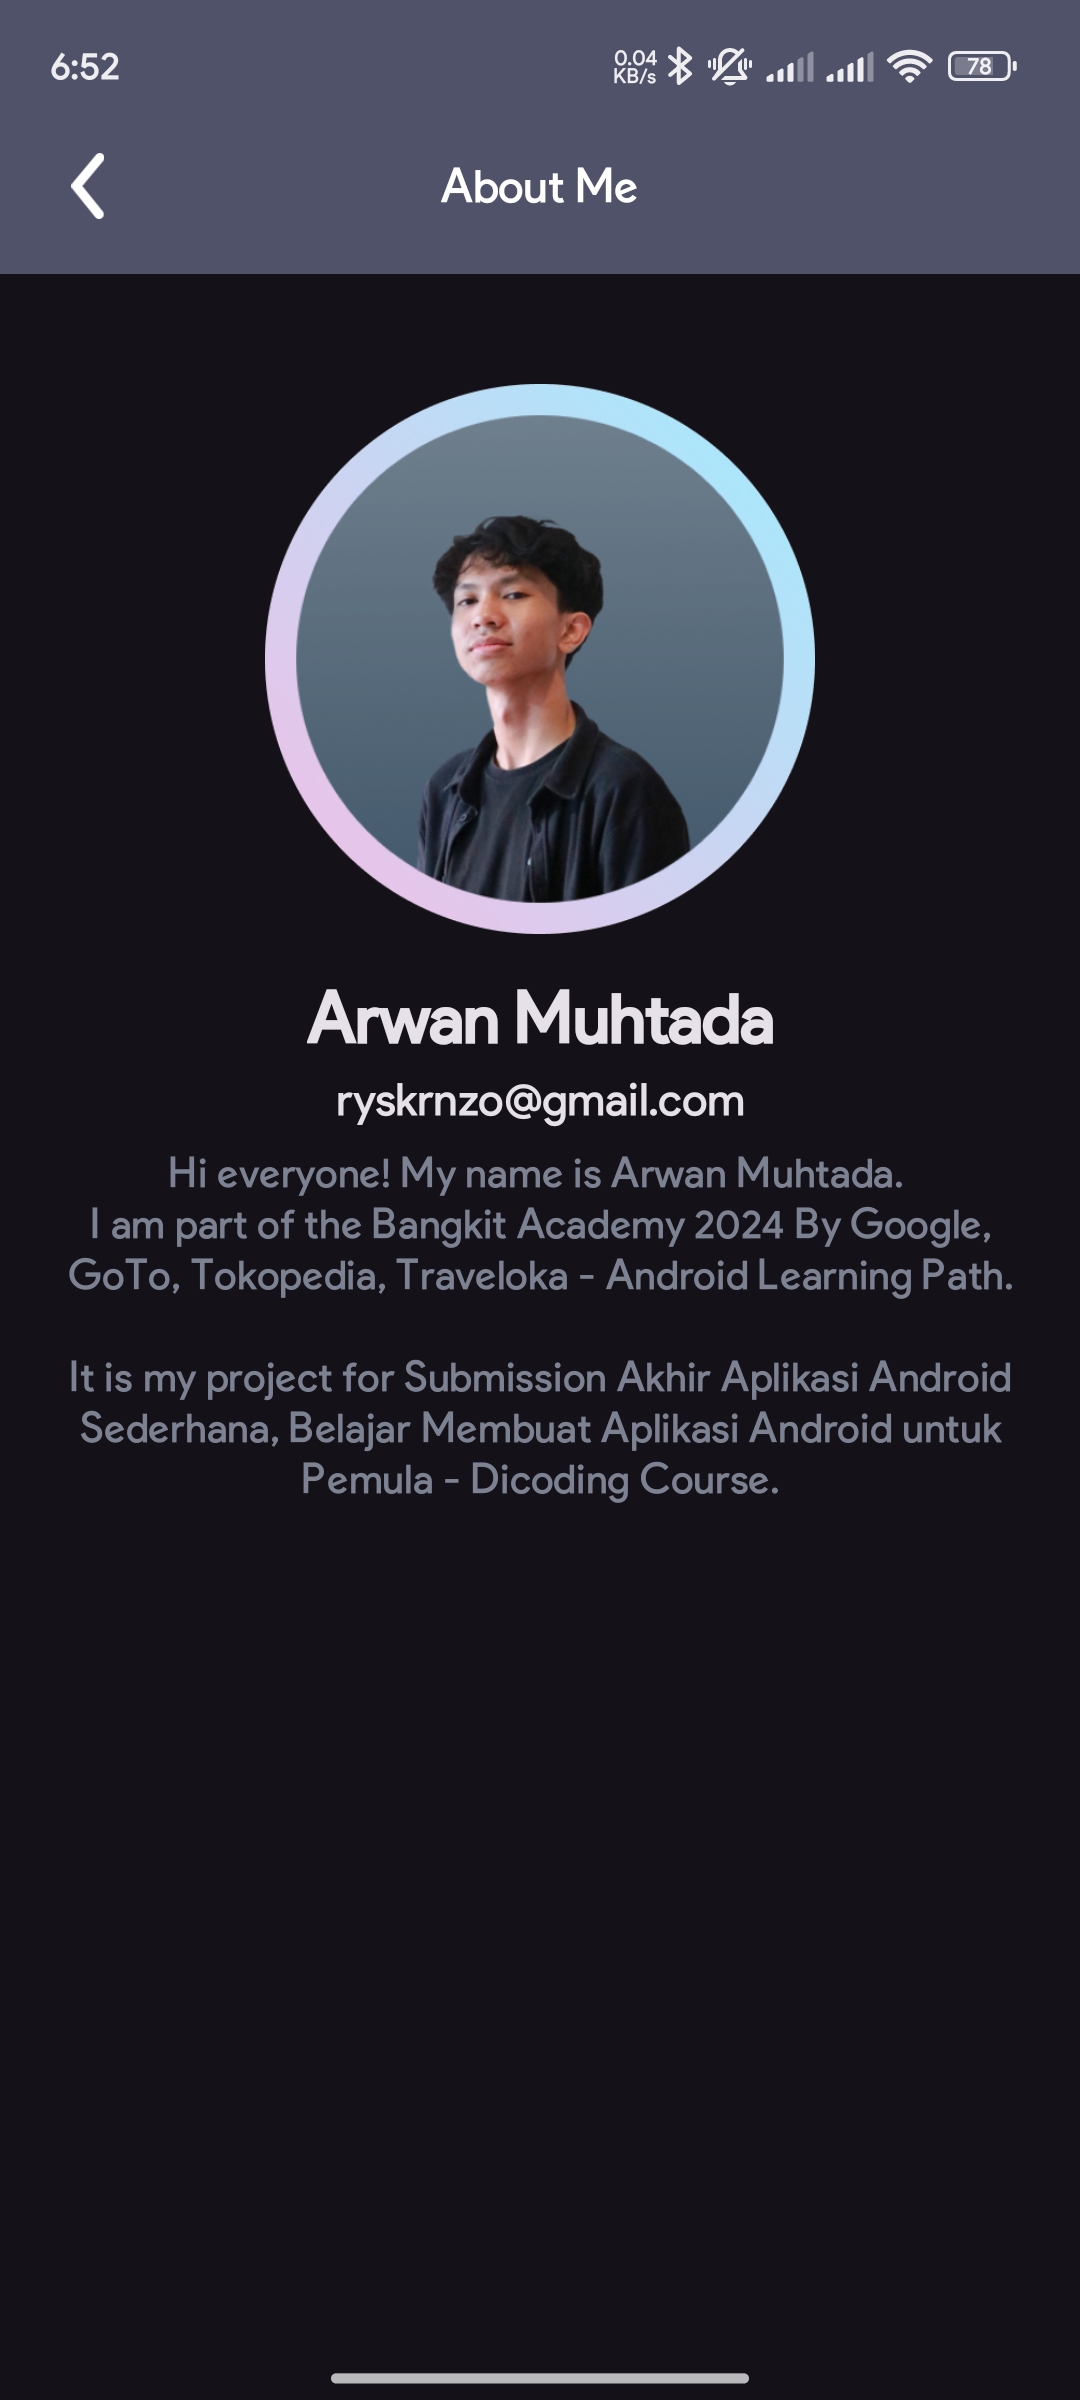 6:52
0.04
KB/s
78
About Me
Arwan Muhtada
ryskrnzo@gmail.com
Hi everyone! My name is Arwan Muhtada.
I am part of the Bangkit Academy 2024 By Google,
GoTo, Tokopedia, Traveloka - Android Learning Path.
It is my project for Submission Akhir Aplikasi Android
Sederhana, Belajar Membuat Aplikasi Android untuk
Pemula - Dicoding Course.